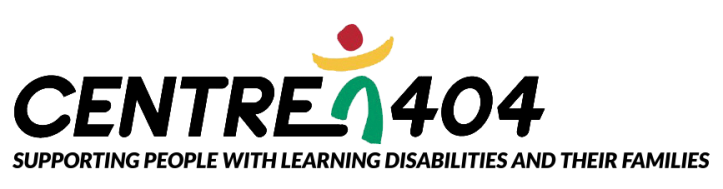 CENTRE 404
SUPPORTING PEOPLE WITH LEARNING DISABILITIES AND THEIR FAMILIES